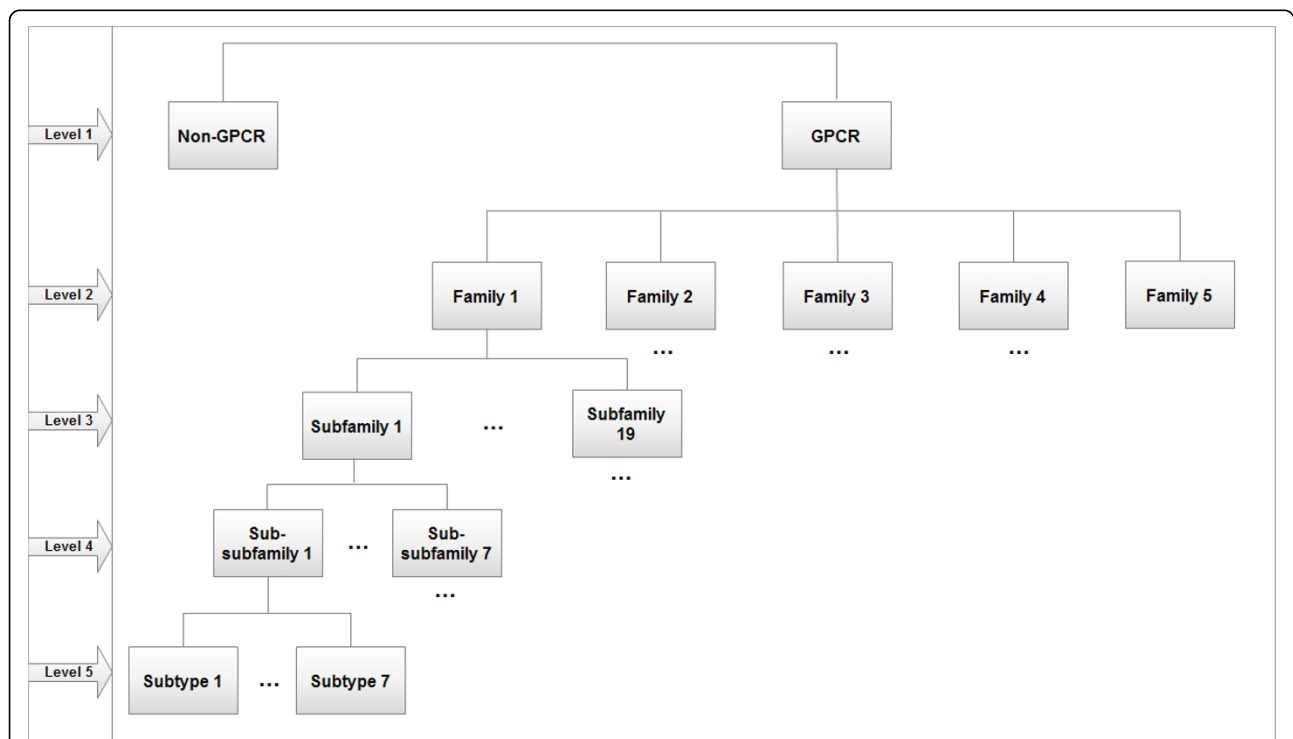 Level 1
Non-GPCR
GPCR
Level 2
Family 1
Family 2
Family 3
Family 4
Family 5
...
...
...
Level 3
Subfamily 1
...
Subfamily
19
...
Level 4
Sub-
subfamily 1
...
Sub-
subfamily 7
...
Level 5
Subtype 1
...
Subtype 7